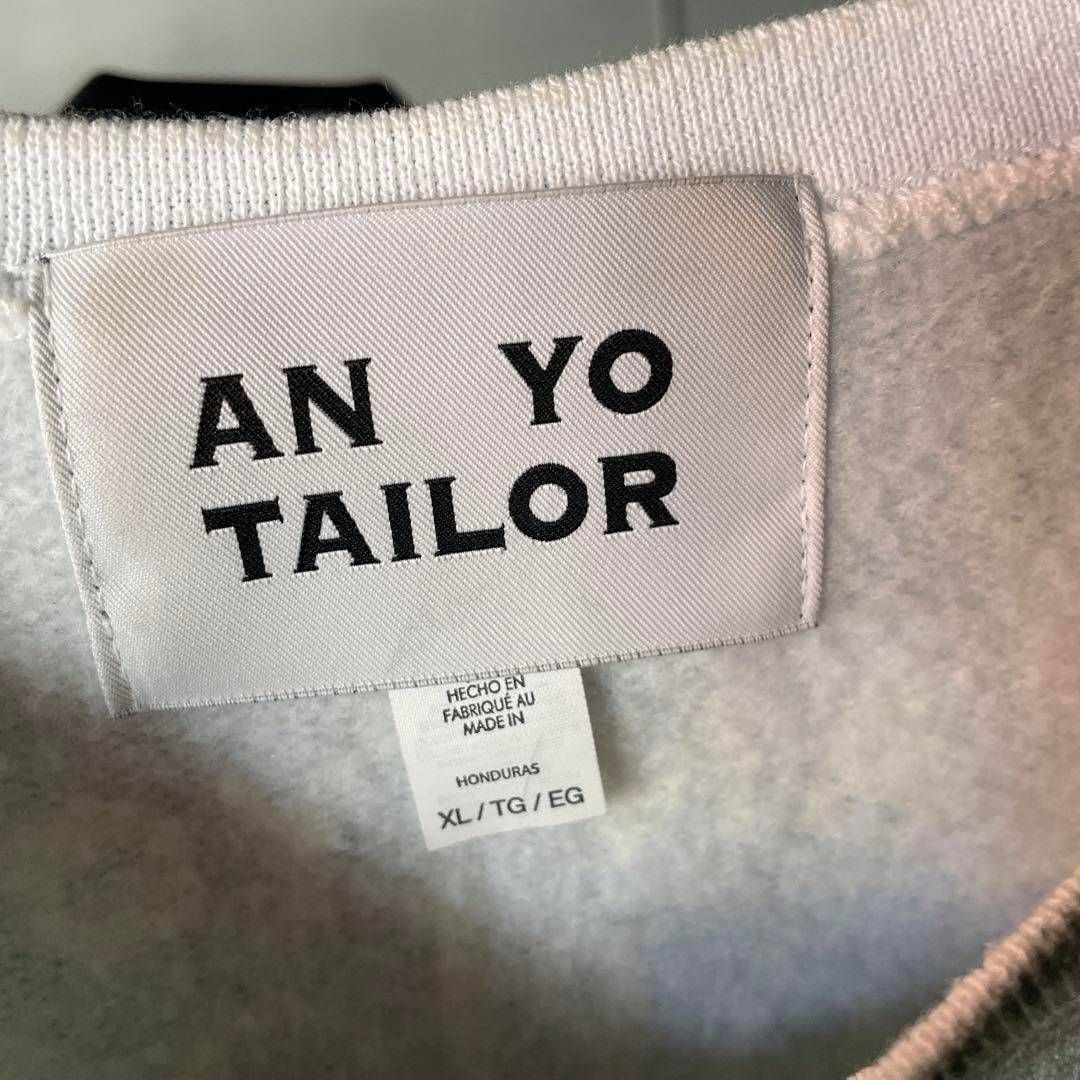 AN YO
TAILOR
HECHO EN
FABRIQUÉ AU
MADE IN
HONDURAS
XL / TG / EG